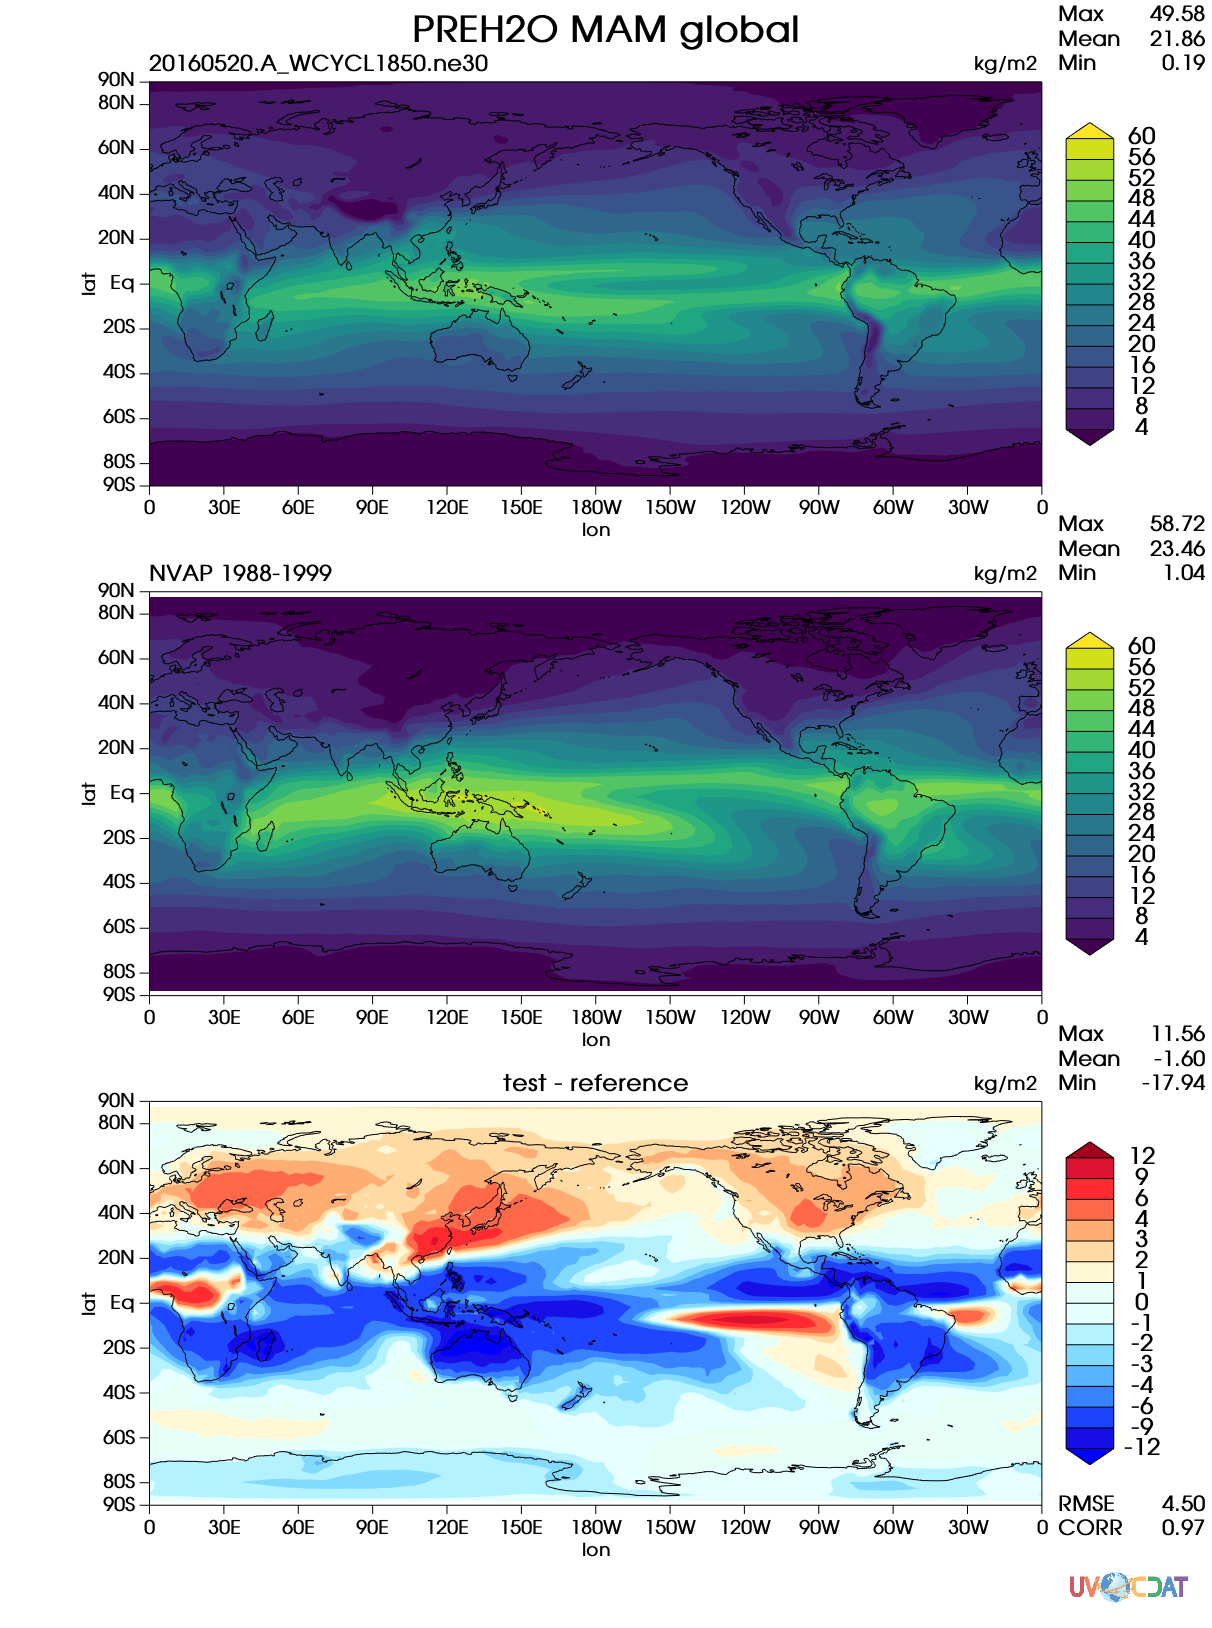 PREH2O MAM global
20160520.A_WCYCL1850.ne30
kg/m2
Max 49.58
Mean 21.86
Min 0.19
90N
80N
60N
40N
20N
Eq
20S
40S
60S
80S
90S
lat
0 30E 60E 90E 120E 150E 180W 150W 120W 90W 60W 30W 0
lon
60
56
52
48
44
40
36
32
28
24
20
16
12
8
4
NVAP 1988-1999
kg/m2
Max 58.72
Mean 23.46
Min 1.04
90N
80N
60N
40N
20N
Eq
20S
40S
60S
80S
90S
lat
0 30E 60E 90E 120E 150E 180W 150W 120W 90W 60W 30W 0
lon
60
56
52
48
44
40
36
32
28
24
20
16
12
8
4
test - reference
kg/m2
Max 11.56
Mean -1.60
Min -17.94
90N
80N
60N
40N
20N
Eq
20S
40S
60S
80S
90S
lat
0 30E 60E 90E 120E 150E 180W 150W 120W 90W 60W 30W 0
lon
12
9
6
4
3
2
1
0
-1
-2
-3
-4
-6
-9
-12
RMSE 4.50
CORR 0.97
UV CDAT